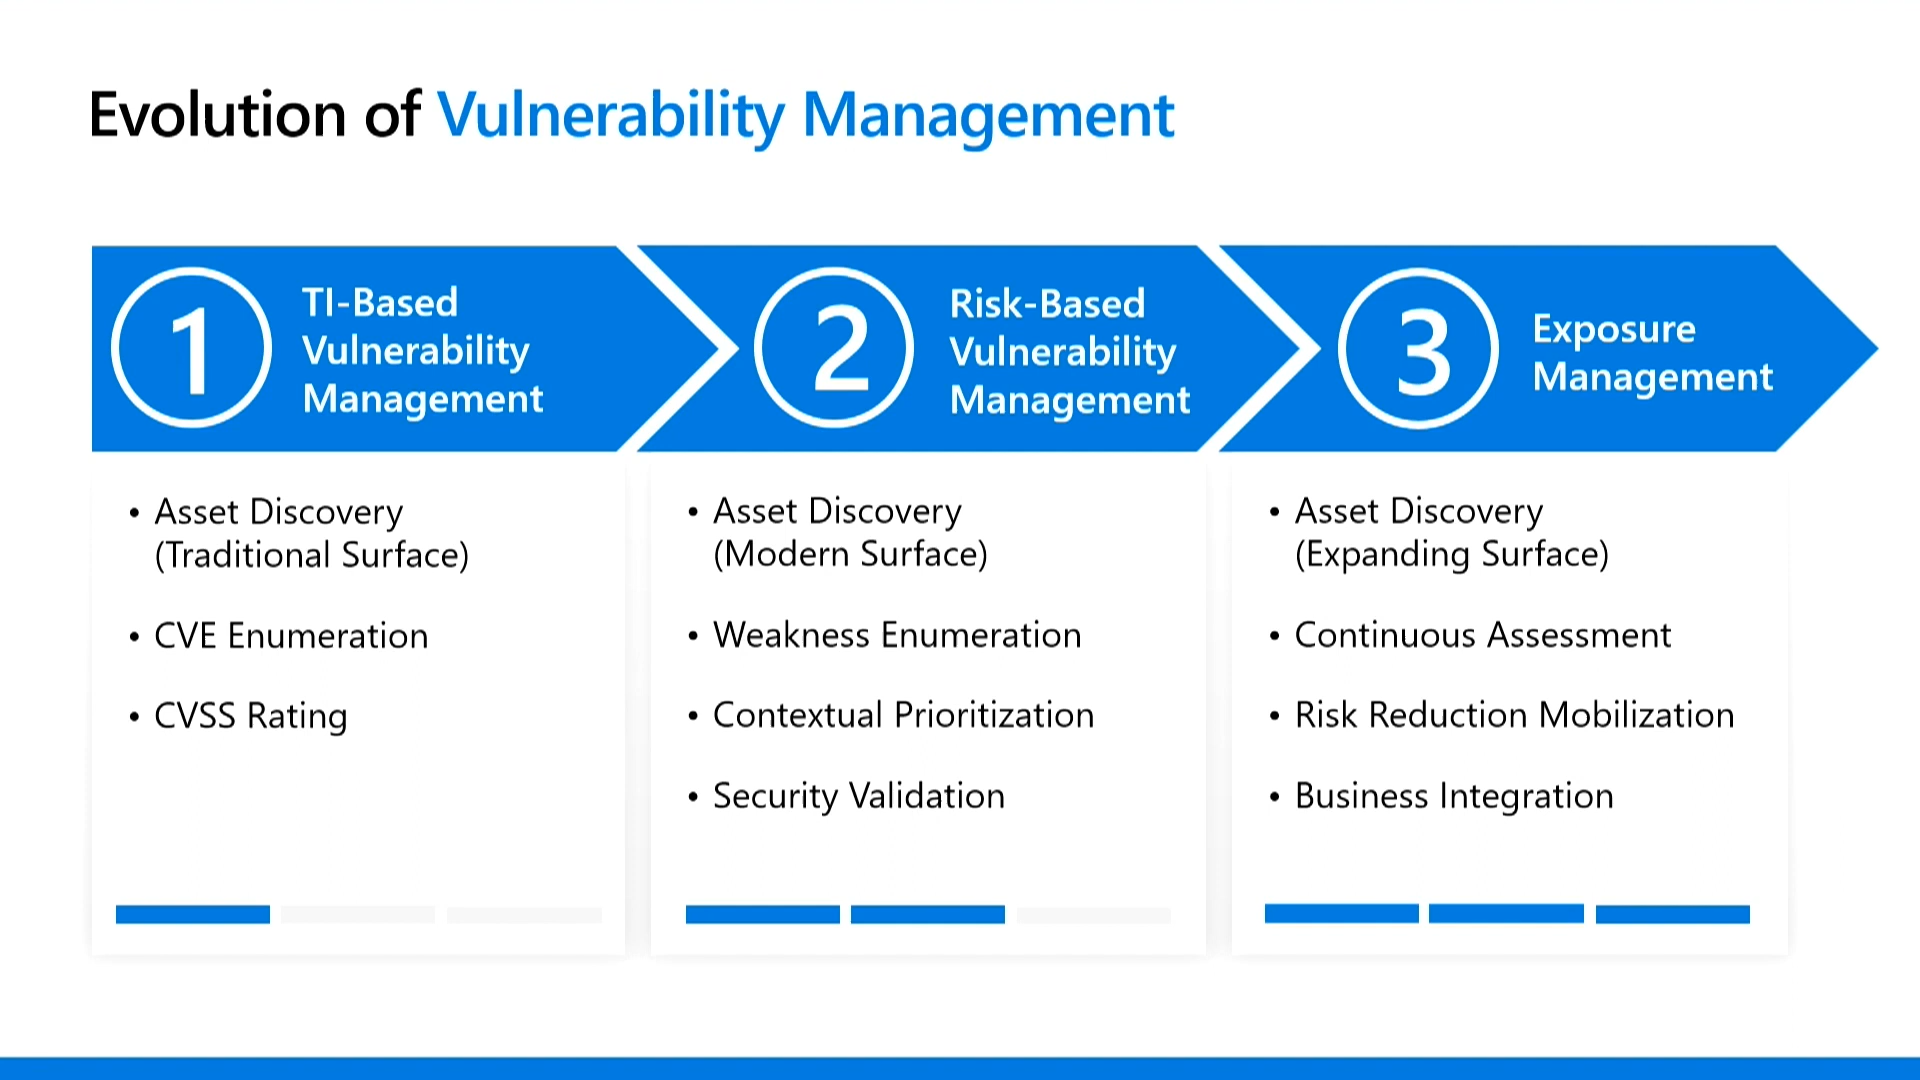 Evolution of Vulnerability Management
1
TI-Based
Vulnerability
Management
2
Risk-Based
Vulnerability
Management
3
Exposure
Management
• Asset Discovery
(Traditional Surface)
• CVE Enumeration
• CVSS Rating
• Asset Discovery
(Modern Surface)
• Weakness Enumeration
• Contextual Prioritization
• Security Validation
• Asset Discovery
(Expanding Surface)
• Continuous Assessment
• Risk Reduction Mobilization
• Business Integration